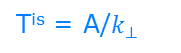 Tⁱˢ = A/k⊥